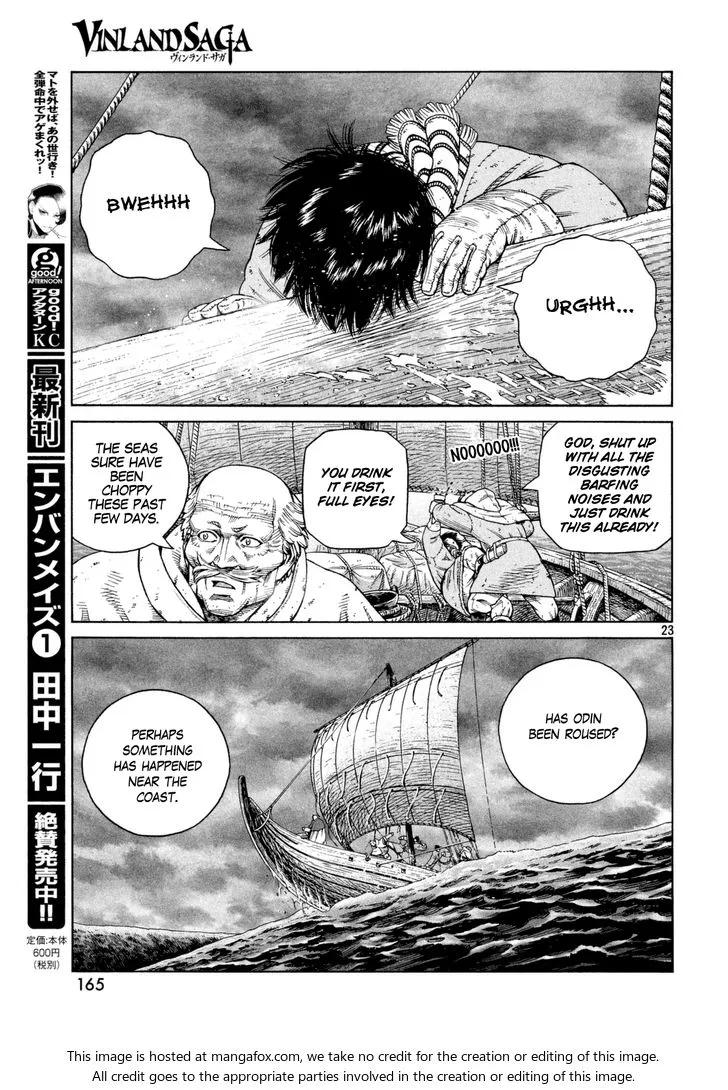 VINLAND SAGA
ヴィンランド・サガ
マトを外せば、あの世行き!
全弾命中でアゲまくれッ!
good!
AFTERNOON
good!
アフタヌーン
KC
最新刊
エンバンメイズ①
田中一行
絶賛発売中!!
定価:本体
600円
(税別)
BWEHHH
URGHH...
GOD, SHUT UP
WITH ALL THE
DISGUSTING
BARFING
NOISES AND
JUST DRINK
THIS ALREADY!
NOOOOOO!!!
YOU DRINK
IT FIRST,
FULL EYES!
THE SEAS
SURE HAVE
BEEN
CHOPPY
THESE PAST
FEW DAYS.
23
HAS ODIN
BEEN ROUSED?
PERHAPS
SOMETHING
HAS HAPPENED
NEAR THE
COAST.
165
This image is hosted at mangafox.com, we take no credit for the creation or editing of this image.
All credit goes to the appropriate parties involved in the creation or editing of this image.